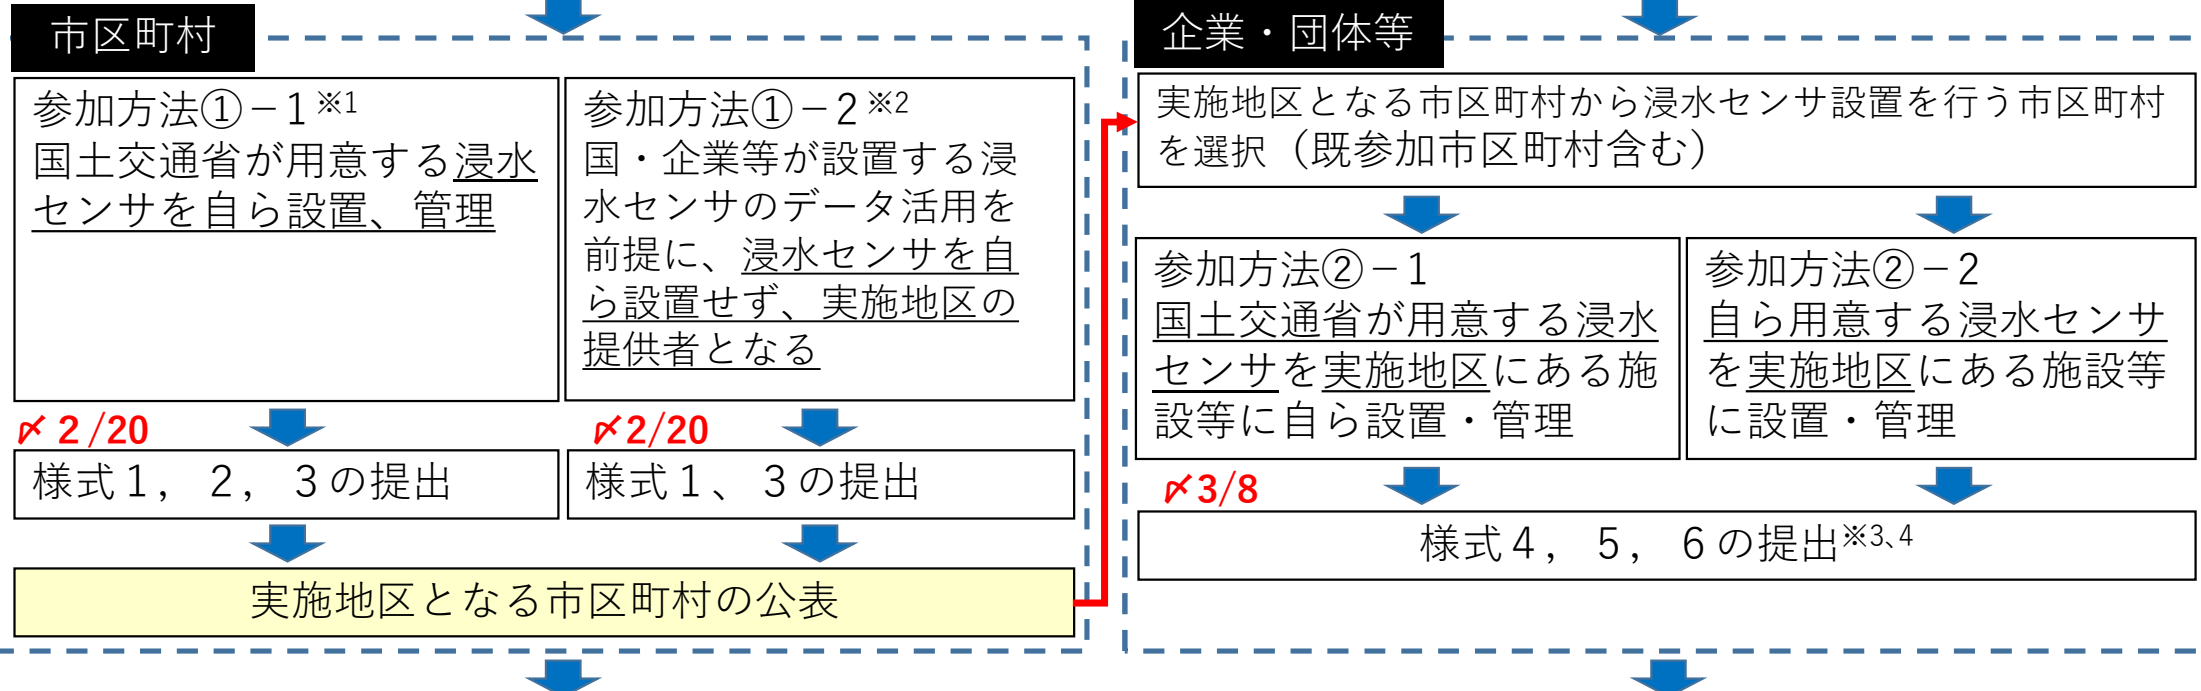 市区町村
参加方法①－1※1
国土交通省が用意する浸水
センサを自ら設置、管理
参加方法①－2※2
国・企業等が設置する浸
水センサのデータ活用を
前提に、浸水センサを自
ら設置せず、実施地区の
提供者となる
〆２/20
〆2/20
様式１，２，３の提出
様式１、３の提出
実施地区となる市区町村の公表
企業・団体等
実施地区となる市区町村から浸水センサ設置を行う市区町村
を選択（既参加市区町村含む）
参加方法②－1
国土交通省が用意する浸水
センサを実施地区にある施
設等に自ら設置・管理
参加方法②－2
自ら用意する浸水センサ
を実施地区にある施設等
に設置・管理
〆3/8
様式４，５，６の提出※3、4